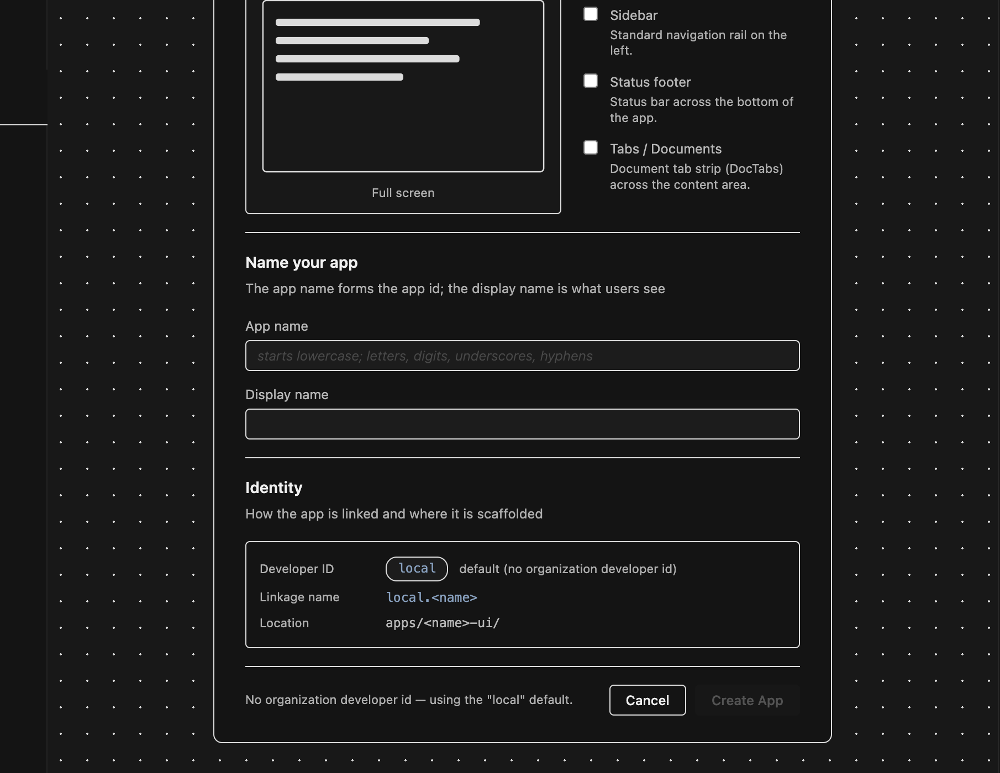 Sidebar
Standard navigation rail on the
left.
Status footer
Status bar across the bottom of
the app.
Tabs / Documents
Document tab strip (DocTabs)
across the content area.
Full screen
Name your app
The app name forms the app id; the display name is what users see
App name
starts lowercase; letters, digits, underscores, hyphens
Display name
Identity
How the app is linked and where it is scaffolded
Developer ID local default (no organization developer id)
Linkage name local.<name>
Location apps/<name>-ui/
No organization developer id — using the "local" default.
Cancel Create App